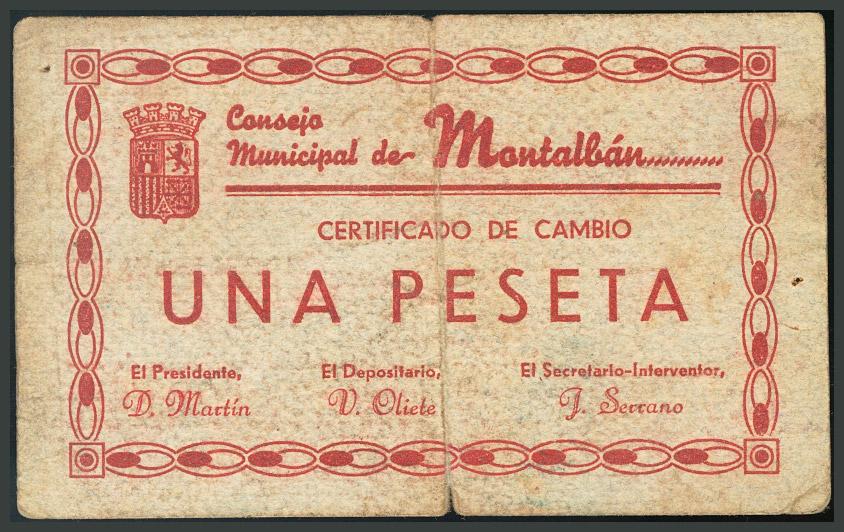 Consejo
Municipal de Montalbán............
CERTIFICADO DE CAMBIO
UNA PESETA
El Presidente, El Depositario, El Secretario-Interventor,
D. Martín V. Oliete J. Serrano